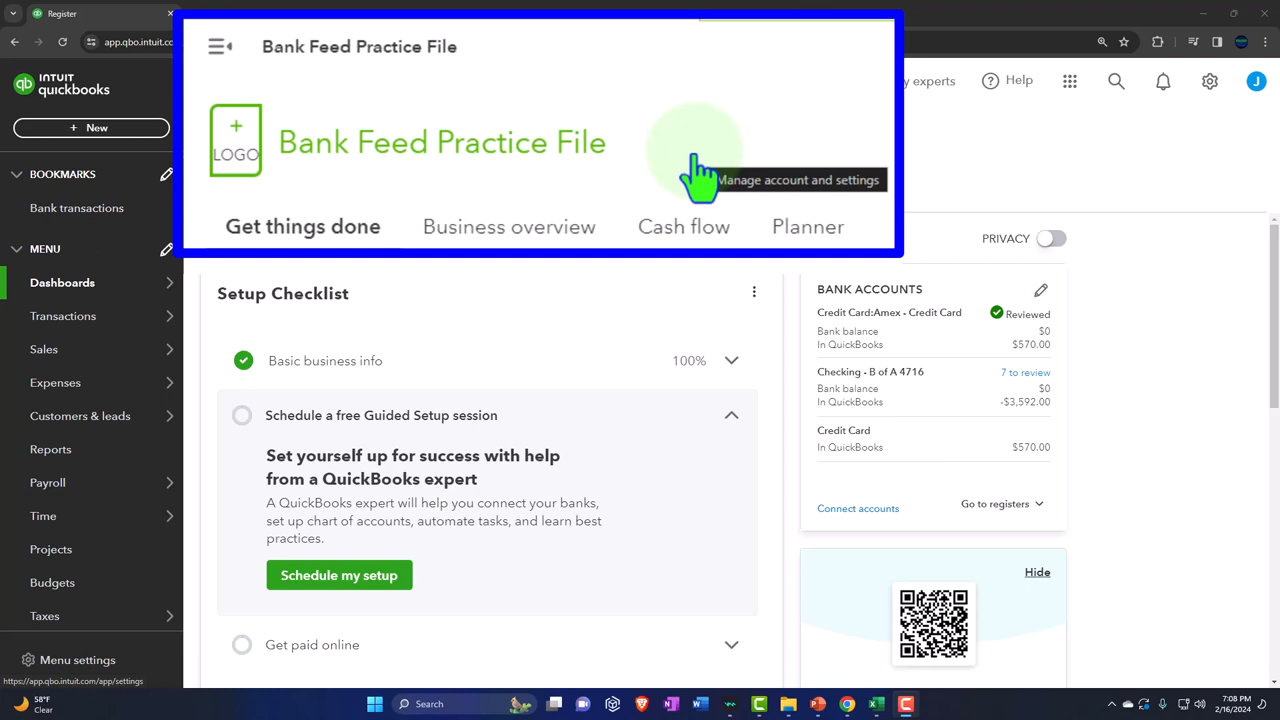 Bank Feed Practice File
app.qbo.intuit
INTUIT
quickbooks
y experts
Help
J
+ New
+
LOGO
Bank Feed Practice File
Manage account and settings
Get things done
Business overview
Cash flow
Planner
BOOKMARKS
Bank transactions
MENU
Dashboards
Transactions
Sales
Expenses
Customers & leads
Reports
Payroll
Time
Projects
Budgets
Taxes
Menu settings
https://app.qbo.intuit.com/app/settings
PRIVACY
Setup Checklist
Basic business info
100%
Schedule a free Guided Setup session
Set yourself up for success with help
from a QuickBooks expert
A QuickBooks expert will help you connect your banks,
set up chart of accounts, automate tasks, and learn best
practices.
Schedule my setup
Get paid online
BANK ACCOUNTS
Credit Card:Amex - Credit Card
Reviewed
Bank balance $0
In QuickBooks $570.00
Checking - B of A 4716
7 to review
Bank balance $0
In QuickBooks -$3,592.00
Credit Card
In QuickBooks $570.00
Connect accounts
Go to registers
Hide
58°F
Clear
Search
7:08 PM
2/16/2024